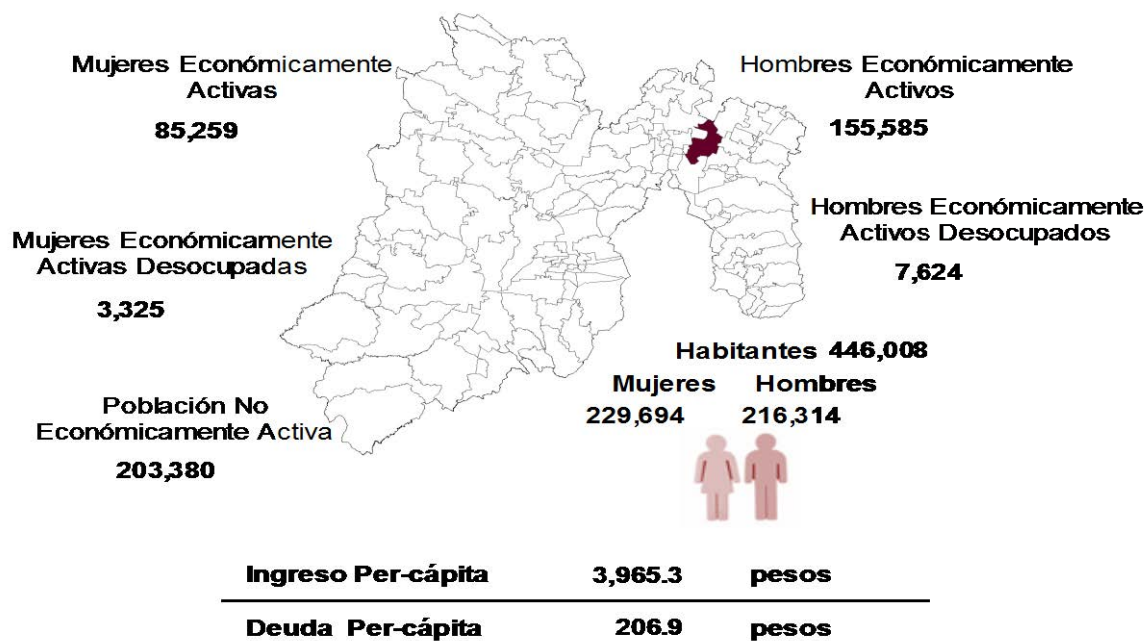 Mujeres Económicamente
Activas
85,259
Hombres Económicamente
Activos
155,585
Mujeres Económicamente
Activas Desocupadas
3,325
Hombres Económicamente
Activos Desocupados
7,624
Habitantes 446,008
Mujeres Hombres
229,694 216,314
Población No
Económicamente Activa
203,380
Ingreso Per-cápita 3,965.3 pesos
Deuda Per-cápita 206.9 pesos